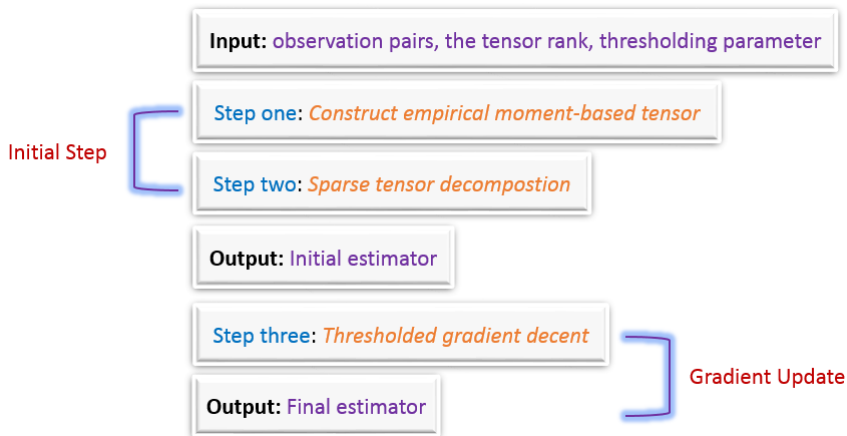 Input: observation pairs, the tensor rank, thresholding parameter
Step one: Construct empirical moment-based tensor
Initial Step
Step two: Sparse tensor decompostion
Output: Initial estimator
Step three: Thresholded gradient decent
Gradient Update
Output: Final estimator